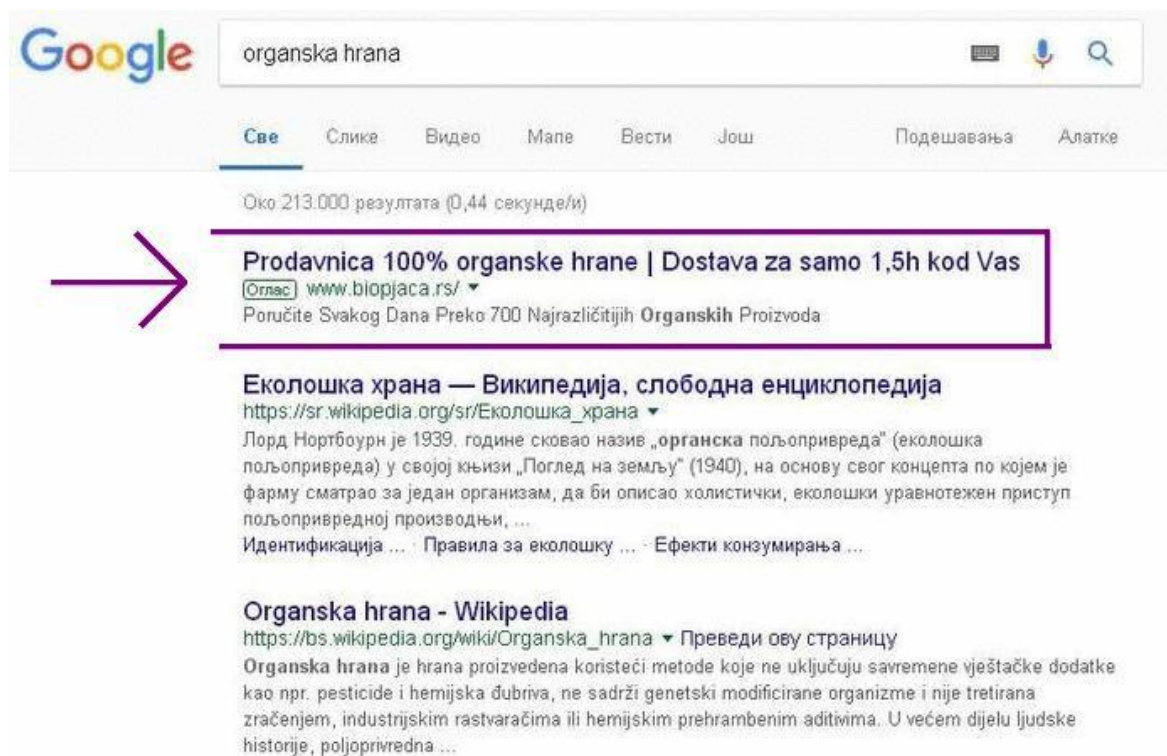 Google organska hrana
Све Слике Видео Мапе Вести Још Подешавања Алатке
Око 213.000 резултата (0,44 секунде/и)
Prodavnica 100% organske hrane | Dostava za samo 1,5h kod Vas
Оглас www.biopjaca.rs/
Poručite Svakog Dana Preko 700 Najrazličitijih Organskih Proizvoda
Еколошка храна — Википедија, слободна енциклопедија
https://sr.wikipedia.org/sr/Еколошка_храна
Лорд Нортбоурн је 1939. године сковао назив „органска пољопривреда" (еколошка
пољопривреда) у својој књизи „Поглед на земљу" (1940), на основу свог концепта по којем је
фарму сматрао за један организам, да би описао холистички, еколошки уравнотежен приступ
пољопривредној производњи, ...
Идентификација ... · Правила за еколошку ... · Ефекти конзумирања ...
Organska hrana - Wikipedia
https://bs.wikipedia.org/wiki/Organska_hrana Преведи ову страницу
Organska hrana je hrana proizvedena koristeći metode koje ne uključuju savremene vještačke dodatke
kao npr. pesticide i hemijska đubriva, ne sadrži genetski modificirane organizme i nije tretirana
zračenjem, industrijskim rastvaračima ili hemijskim prehrambenim aditivima. U većem dijelu ljudske
historije, poljoprivredna ...